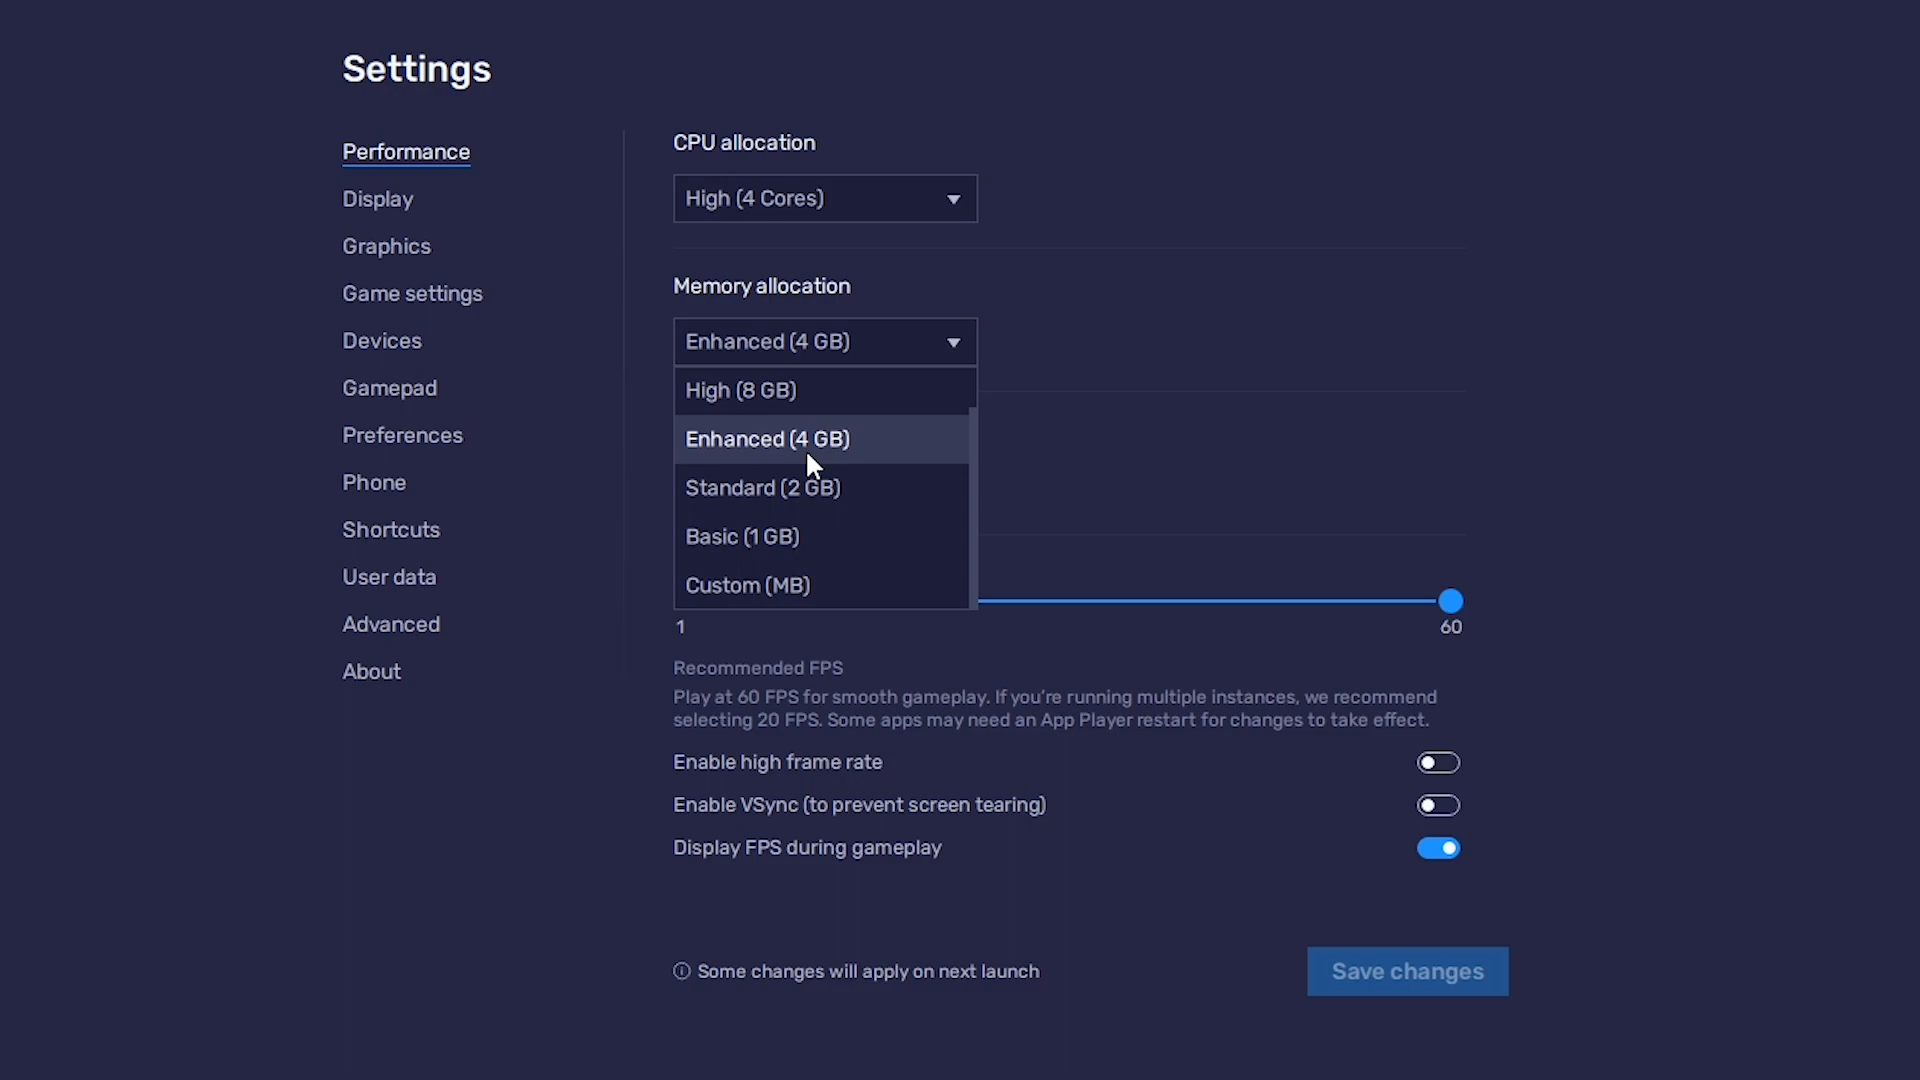 Settings
Performance
Display
Graphics
Game settings
Devices
Gamepad
Preferences
Phone
Shortcuts
User data
Advanced
About
CPU allocation
High (4 Cores)
Memory allocation
Enhanced (4 GB)
High (8 GB)
Enhanced (4 GB)
Standard (2 GB)
Basic (1 GB)
Custom (MB)
1
60
Recommended FPS
Play at 60 FPS for smooth gameplay. If you're running multiple instances, we recommend
selecting 20 FPS. Some apps may need an App Player restart for changes to take effect.
Enable high frame rate
Enable VSync (to prevent screen tearing)
Display FPS during gameplay
Some changes will apply on next launch
Save changes